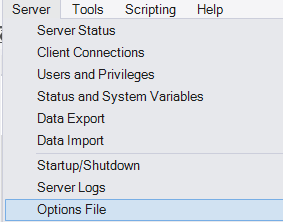 Server Tools Scripting Help
Server Status
Client Connections
Users and Privileges
Status and System Variables
Data Export
Data Import
Startup/Shutdown
Server Logs
Options File